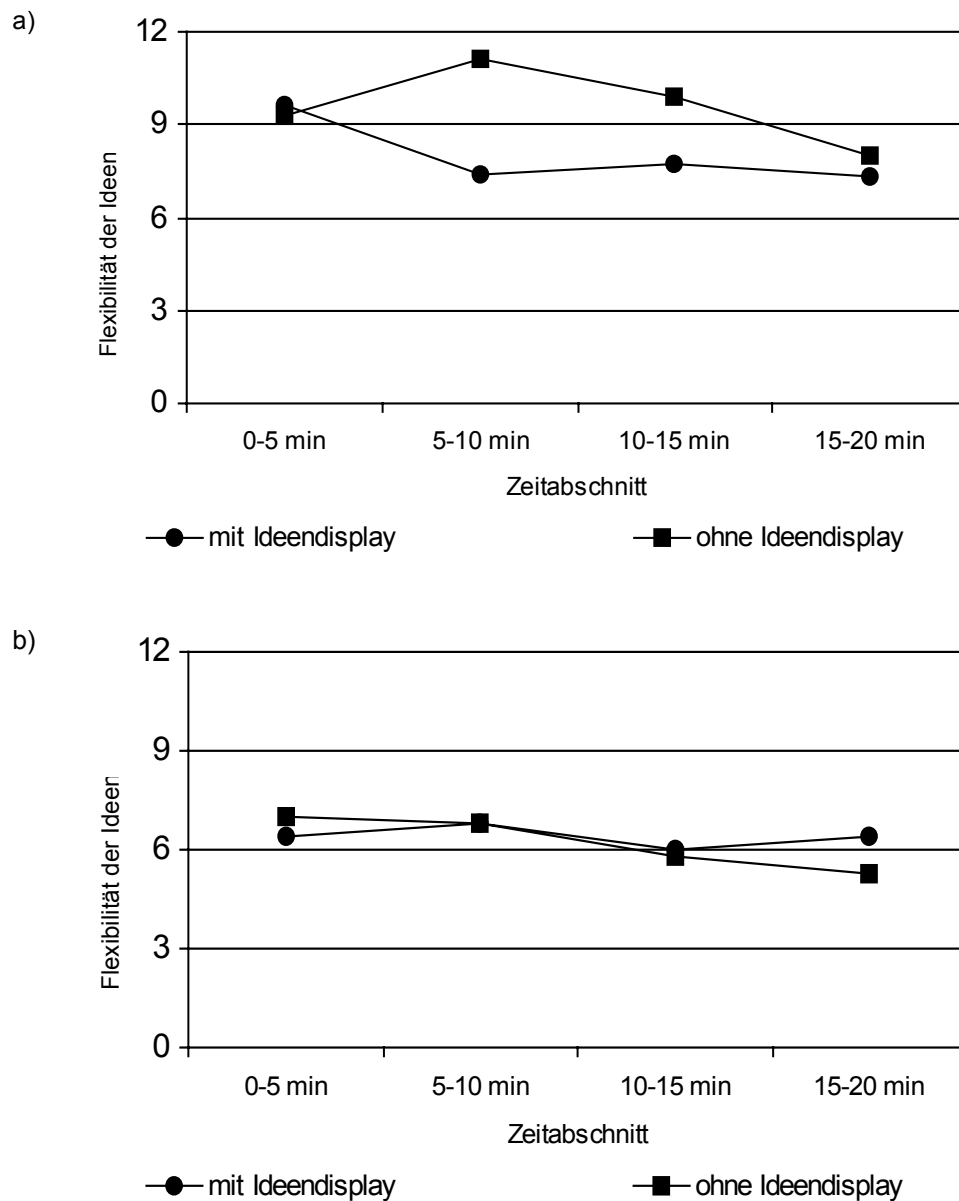 a)
12
9
6
3
0
Flexibilität der Ideen
0-5 min 5-10 min 10-15 min 15-20 min
Zeitabschnitt
mit Ideendisplay ohne Ideendisplay
b)
12
9
6
3
0
Flexibilität der Ideen
0-5 min 5-10 min 10-15 min 15-20 min
Zeitabschnitt
mit Ideendisplay ohne Ideendisplay